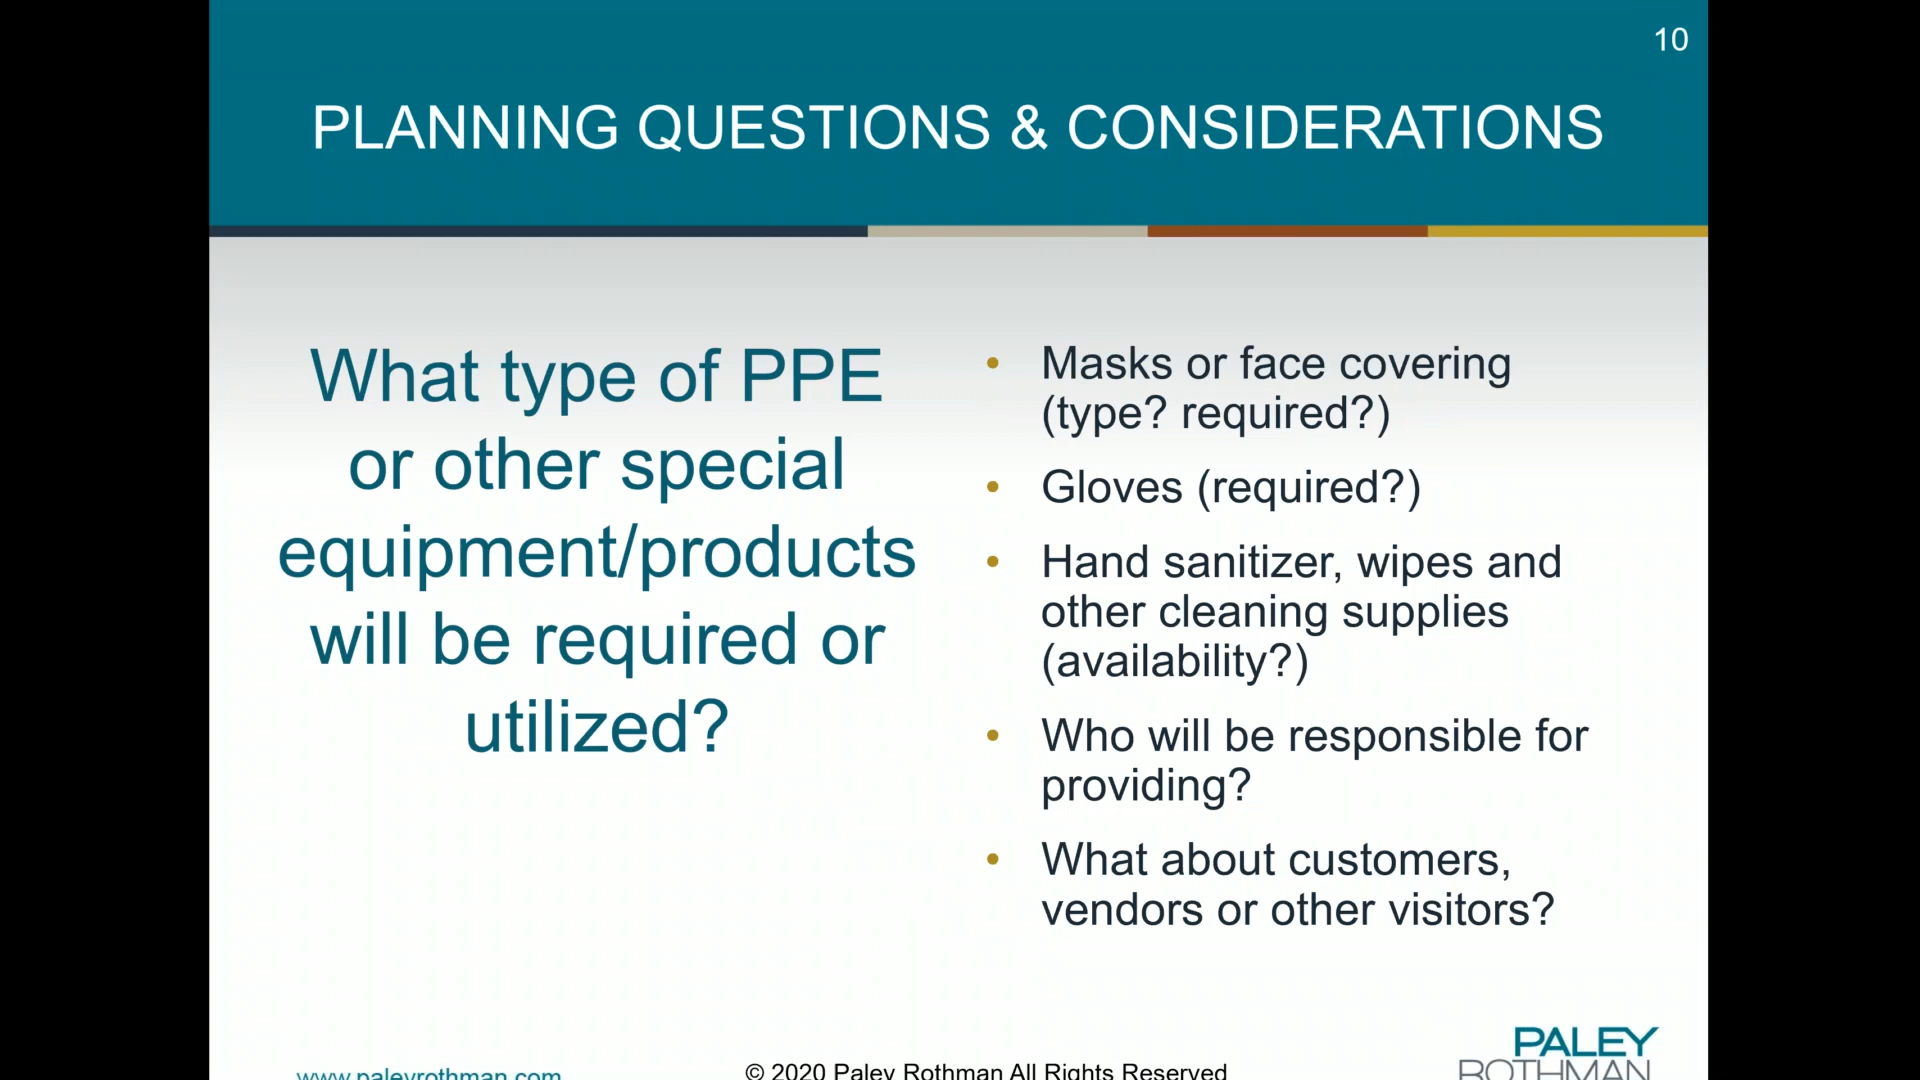 10
PLANNING QUESTIONS & CONSIDERATIONS
What type of PPE
or other special
equipment/products
will be required or
utilized?
• Masks or face covering
(type? required?)
• Gloves (required?)
• Hand sanitizer, wipes and
other cleaning supplies
(availability?)
• Who will be responsible for
providing?
• What about customers,
vendors or other visitors?
www.paleyrothman.com
© 2020 Paley Rothman All Rights Reserved
PALEY
ROTHMAN